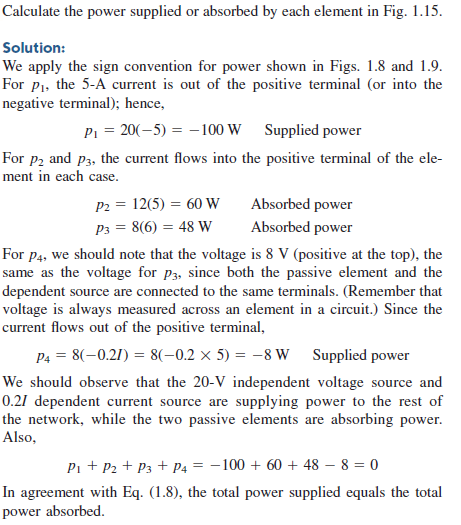 Calculate the power supplied or absorbed by each element in Fig. 1.15.
Solution:
We apply the sign convention for power shown in Figs. 1.8 and 1.9.
For p₁, the 5-A current is out of the positive terminal (or into the
negative terminal); hence,
p₁ = 20(−5) = −100 W Supplied power
For p₂ and p₃, the current flows into the positive terminal of the ele-
ment in each case.
p₂ = 12(5) = 60 W Absorbed power
p₃ = 8(6) = 48 W Absorbed power
For p₄, we should note that the voltage is 8 V (positive at the top), the
same as the voltage for p₃, since both the passive element and the
dependent source are connected to the same terminals. (Remember that
voltage is always measured across an element in a circuit.) Since the
current flows out of the positive terminal,
p₄ = 8(−0.2I) = 8(−0.2 × 5) = −8 W Supplied power
We should observe that the 20-V independent voltage source and
0.2I dependent current source are supplying power to the rest of
the network, while the two passive elements are absorbing power.
Also,
p₁ + p₂ + p₃ + p₄ = −100 + 60 + 48 − 8 = 0
In agreement with Eq. (1.8), the total power supplied equals the total
power absorbed.